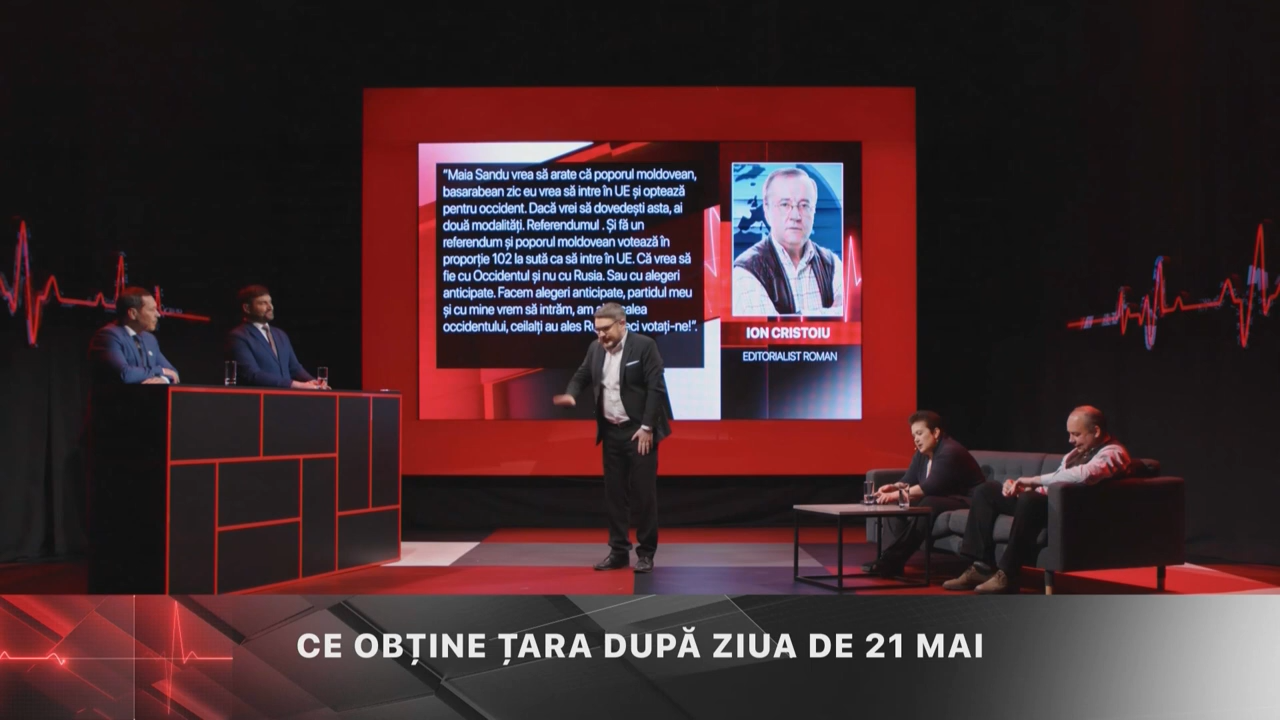 "Maia Sandu vrea să arate că poporul moldovean,
basarabean zic eu vrea să intre în UE și optează
pentru occident. Dacă vrei să dovedești asta, ai
două modalități. Referendumul . Și fă un
referendum și poporul moldovean votează în
proporție 102 la sută ca să intre în UE. Că vrea să
fie cu Occidentul și nu cu Rusia. Sau cu alegeri
anticipate. Facem alegeri anticipate, partidul meu
și cu mine vrem să intrăm, am
occidentului, ceilalți au ales votați-ne!".
ION CRISTOIU
EDITORIALIST ROMAN
CE OBȚINE ȚARA DUPĂ ZIUA DE 21 MAI